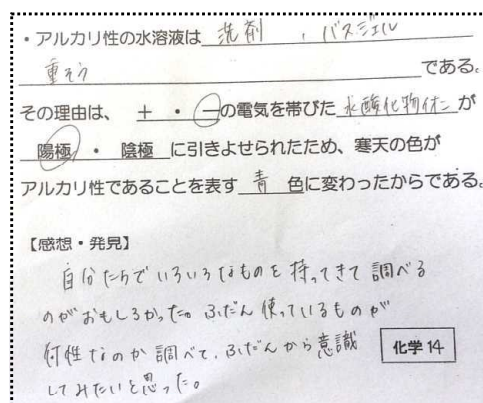 ・アルカリ性の水溶液は 洗剤 , バスジェル
重そう である。
その理由は、 ＋ ・ － の電気を帯びた 水酸化物イオン が
陽極 ・ 陰極 に引きよせられたため、寒天の色が
アルカリ性であることを表す 青 色に変わったからである。
【感想・発見】
自分たちでいろいろなものを持ってきて調べる
のがおもしろかった。ふだん使っているものが
何性なのか調べて、ふだんから意識
してみたいと思った。
化学14